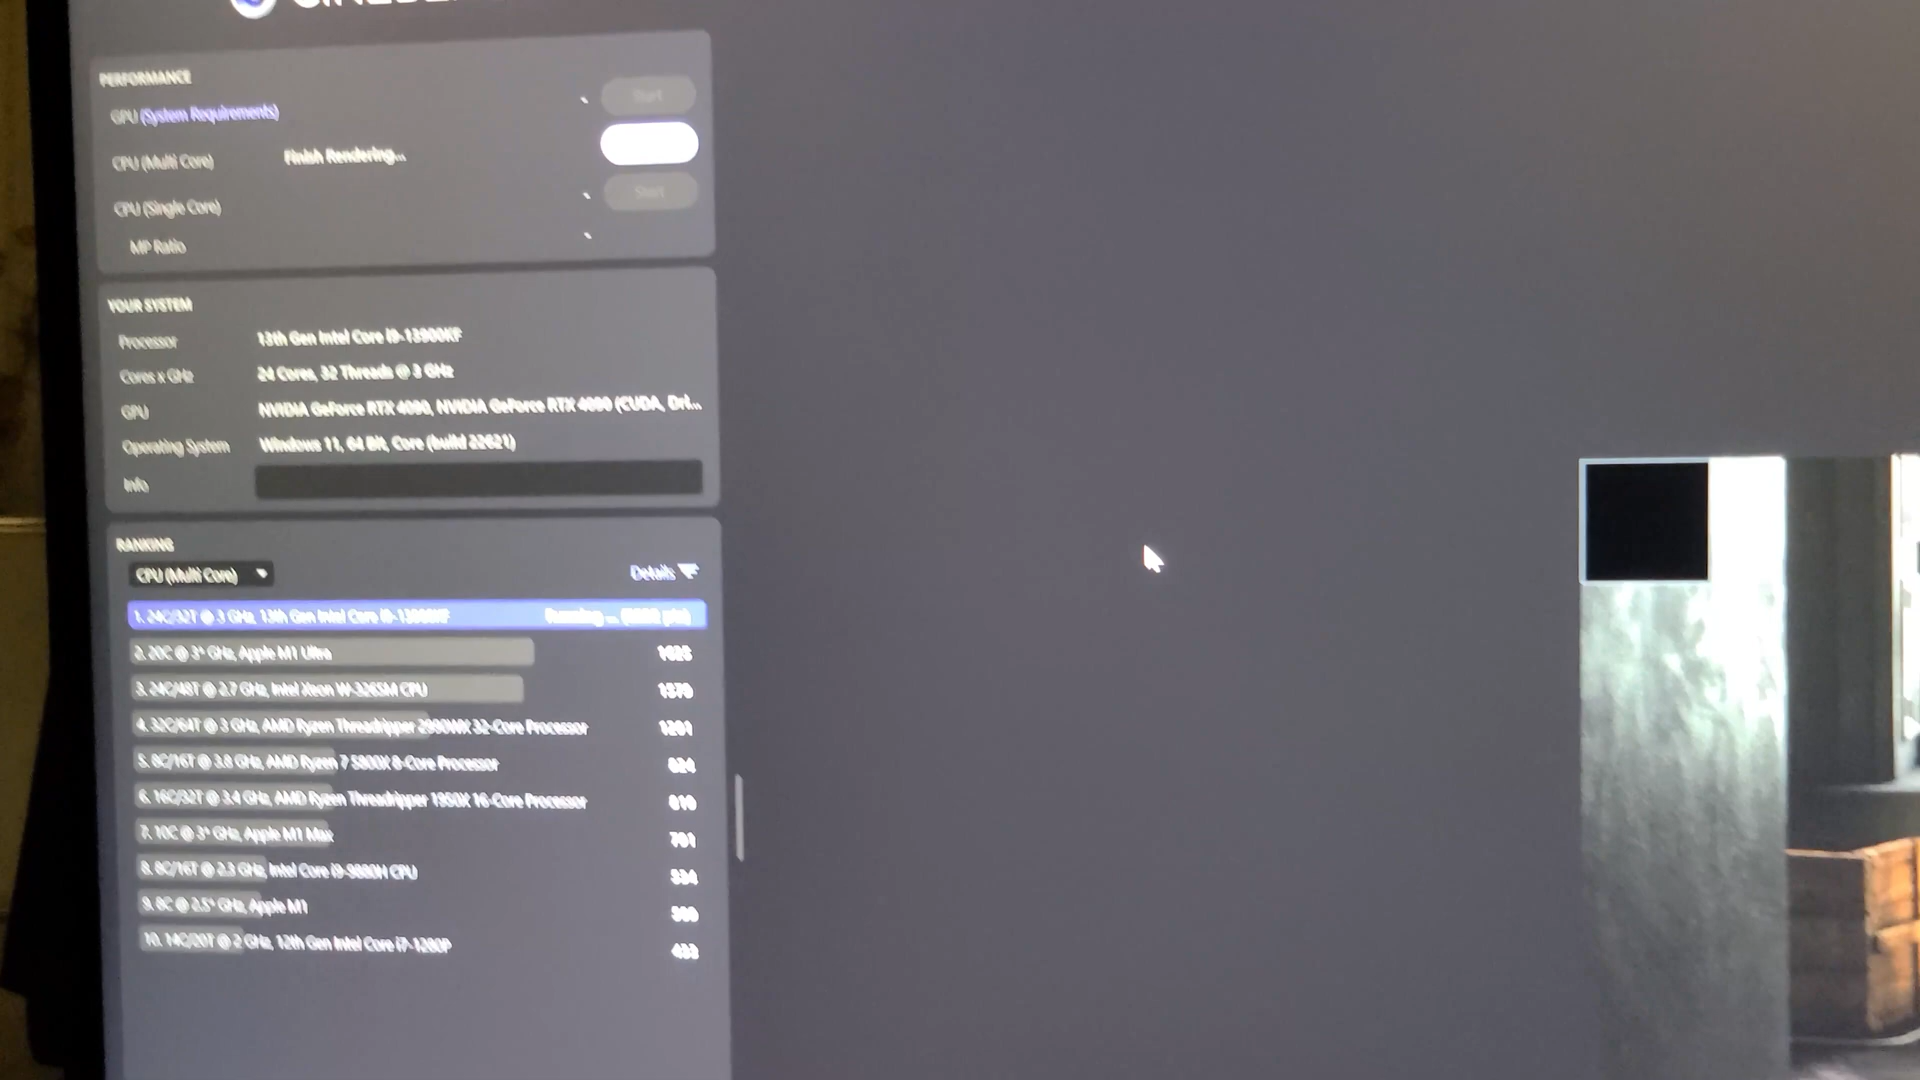 PERFORMANCE
GPU (System Requirements)
Start
CPU (Multi Core) Finish Rendering...
CPU (Single Core) Start
MP Ratio
YOUR SYSTEM
Processor 13th Gen Intel Core i9-13900KF
Cores x GHz 24 Cores, 32 Threads @ 3 GHz
GPU NVIDIA GeForce RTX 4090, NVIDIA GeForce RTX 4090 (CUDA, Dri...
Operating System Windows 11, 64 Bit, Core (build 22621)
Info
RANKING
CPU (Multi Core) Details
1. 24C/32T @ 3 GHz, 13th Gen Intel Core i9-13900KF Running ...
2. 20C @ 3* GHz, Apple M1 Ultra
3. 24C/48T @ 2.7 GHz, Intel Xeon W-3265M CPU 1570
4. 32C/64T @ 3 GHz, AMD Ryzen Threadripper 2990WX 32-Core Processor 1201
5. 8C/16T @ 3.8 GHz, AMD Ryzen 7 5800X 8-Core Processor
6. 16C/32T @ 3.4 GHz, AMD Ryzen Threadripper 1950X 16-Core Processor
7. 10C @ 3* GHz, Apple M1 Max
8. 8C/16T @ 2.3 GHz, Intel Core i9-9880H CPU 534
9. 8C @ 2.5* GHz, Apple M1
10. 14C/20T @ 2 GHz, 12th Gen Intel Core i7-1280P